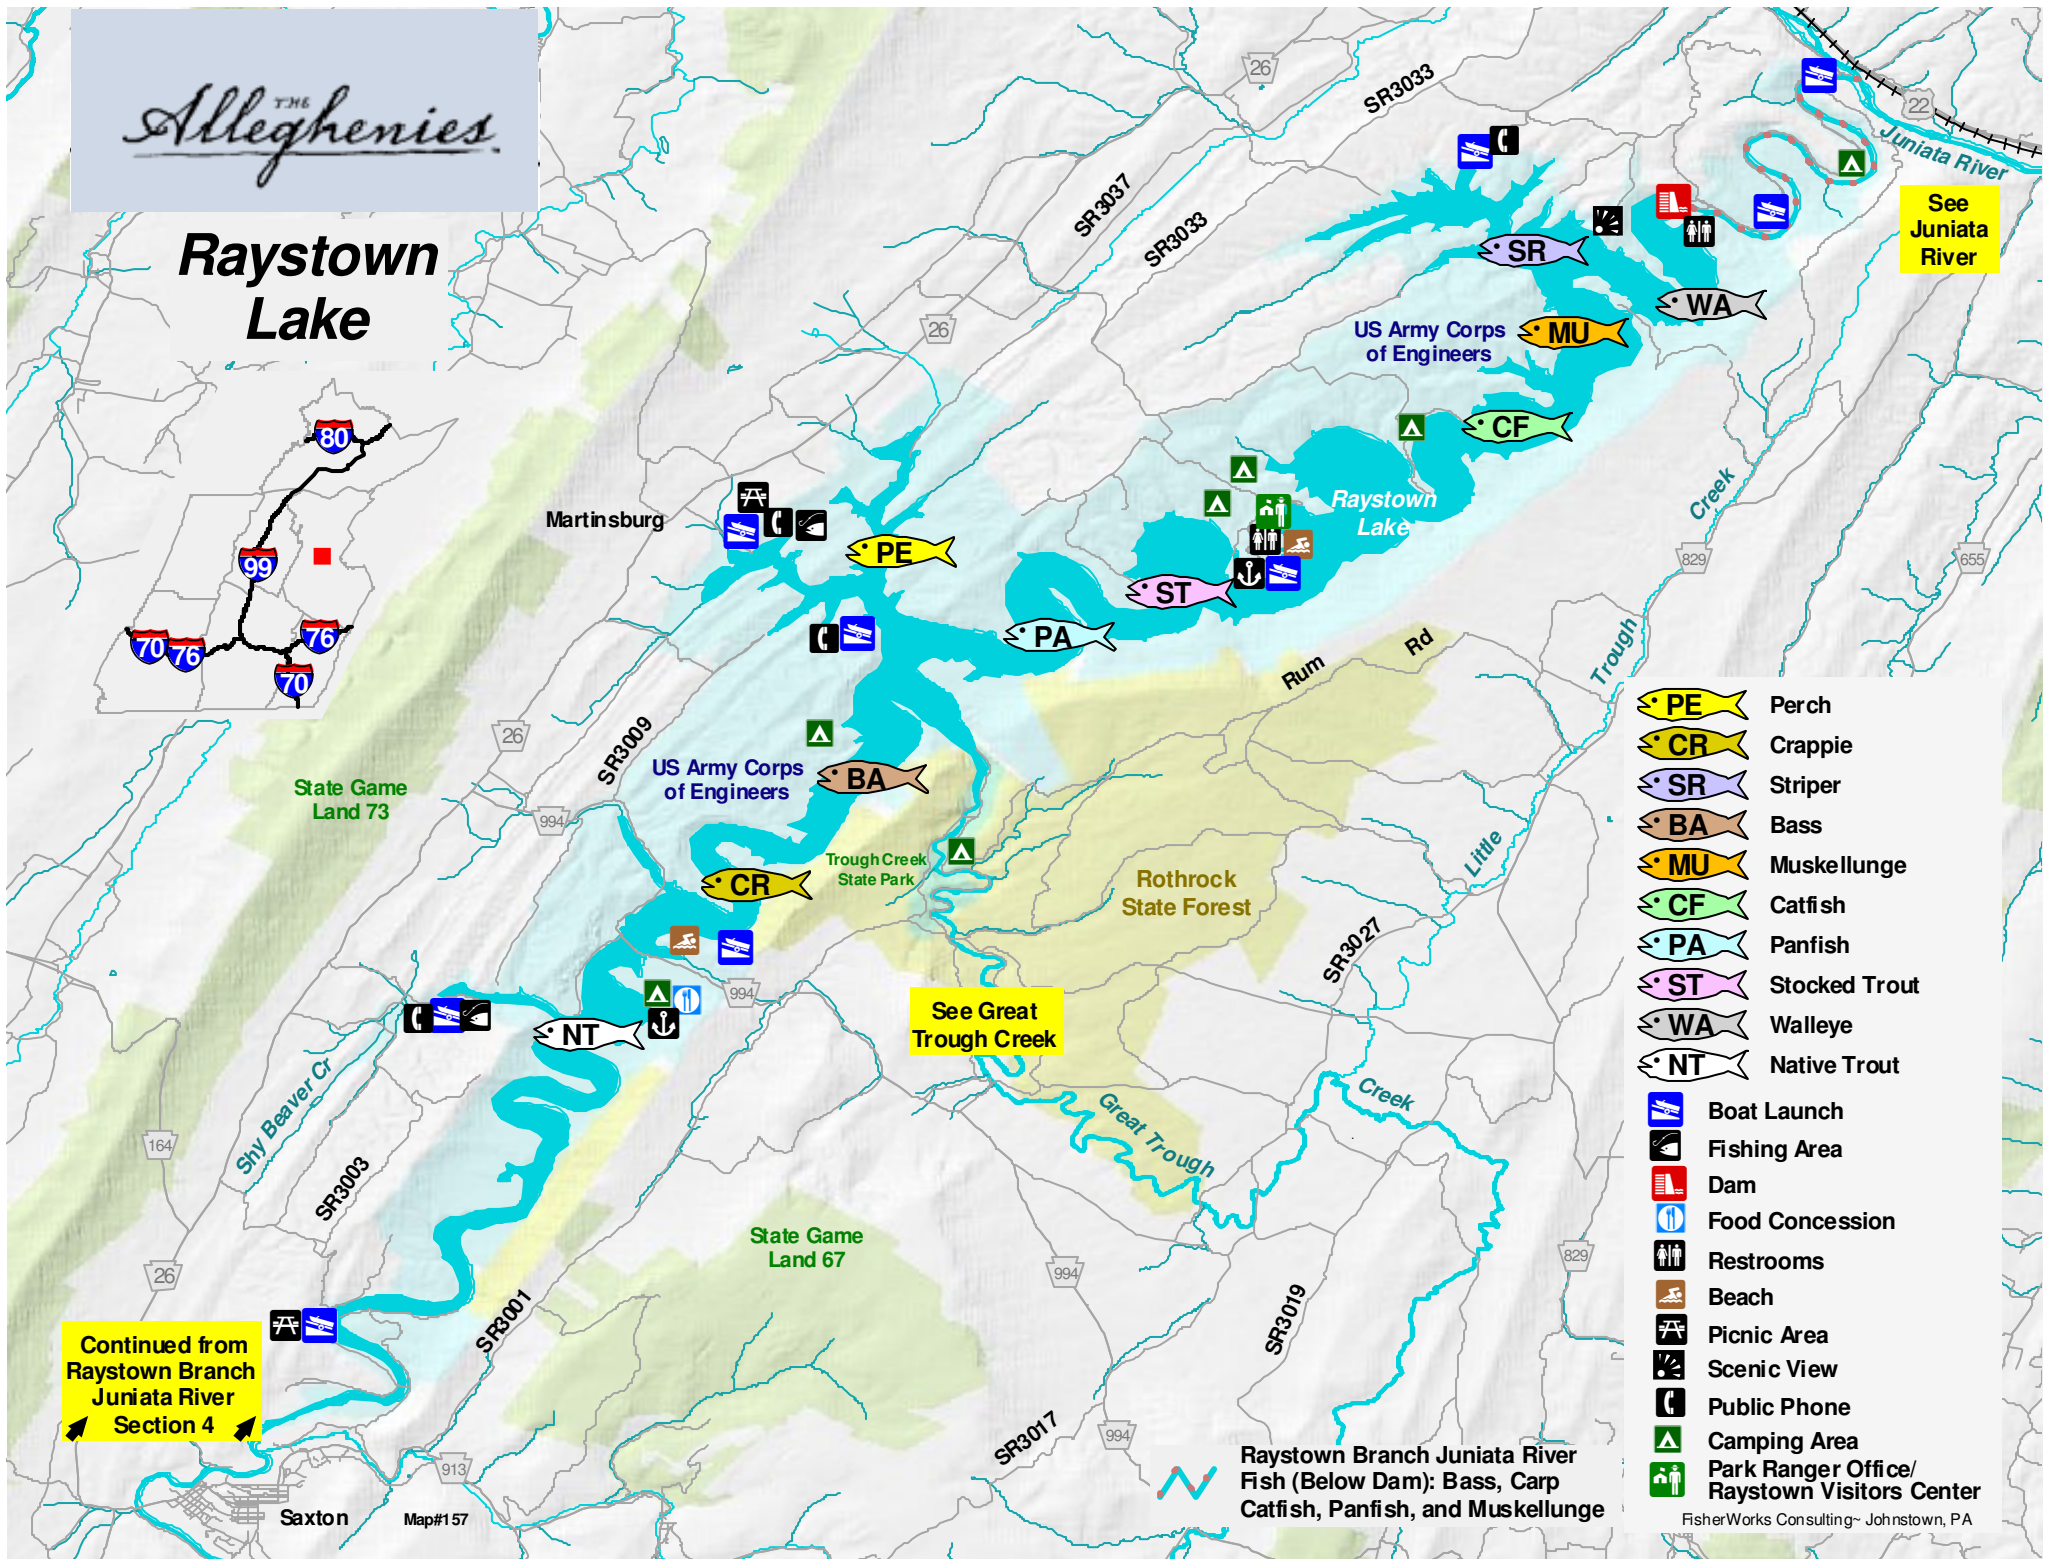 THE
Alleghenies
Raystown
Lake
80
99
70
76
76
70
26
SR3033
22
Juniata River
See
Juniata
River
SR3037
SR3033
26
SR
WA
US Army Corps
of Engineers
MU
CF
Raystown
Lake
Creek
829
655
Martinsburg
PE
ST
PA
Rum
Rd
Trough
26
SR3009
US Army Corps
of Engineers
BA
State Game
Land 73
994
Trough Creek
State Park
CR
Rothrock
State Forest
Little
SR3027
994
See Great
Trough Creek
NT
Shy Beaver Cr
164
SR3003
Great Trough
Creek
26
State Game
Land 67
994
829
SR3001
SR3019
Continued from
Raystown Branch
Juniata River
Section 4
SR3017
994
913
Saxton
Map#157
Raystown Branch Juniata River
Fish (Below Dam): Bass, Carp
Catfish, Panfish, and Muskellunge
PE Perch
CR Crappie
SR Striper
BA Bass
MU Muskellunge
CF Catfish
PA Panfish
ST Stocked Trout
WA Walleye
NT Native Trout
Boat Launch
Fishing Area
Dam
Food Concession
Restrooms
Beach
Picnic Area
Scenic View
Public Phone
Camping Area
Park Ranger Office/
Raystown Visitors Center
FisherWorks Consulting~ Johnstown, PA